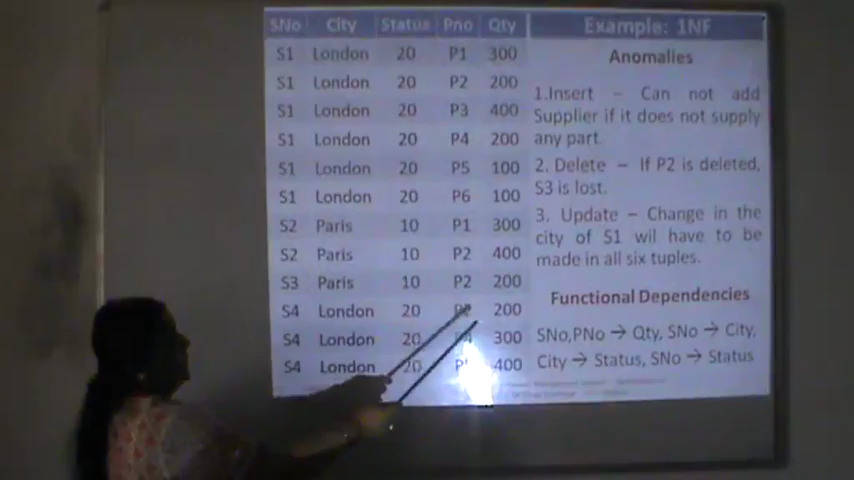 SNo City Status Pno Qty
S1 London 20 P1 300
S1 London 20 P2 200
S1 London 20 P3 400
S1 London 20 P4 200
S1 London 20 P5 100
S1 London 20 P6 100
S2 Paris 10 P1 300
S2 Paris 10 P2 400
S3 Paris 10 P2 200
S4 London 20 200
S4 London 20 300
S4 London 20 400
Example: 1NF
Anomalies
1.Insert – Can not add
Supplier if it does not supply
any part.
2. Delete – If P2 is deleted,
S3 is lost.
3. Update – Change in the
city of S1 wil have to be
made in all six tuples.
Functional Dependencies
SNo,PNo → Qty, SNo → City,
City → Status, SNo → Status